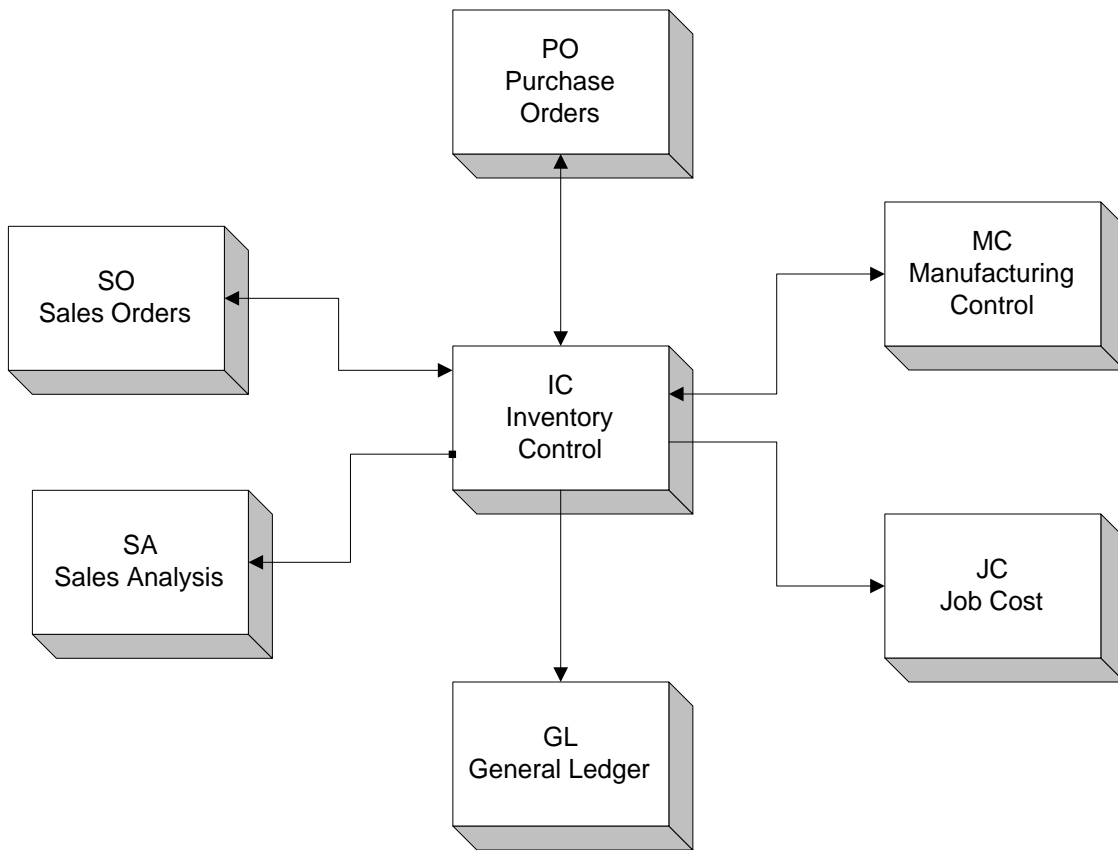 PO
Purchase
Orders
MC
Manufacturing
Control
SO
Sales Orders
IC
Inventory
Control
SA
Sales Analysis
JC
Job Cost
GL
General Ledger